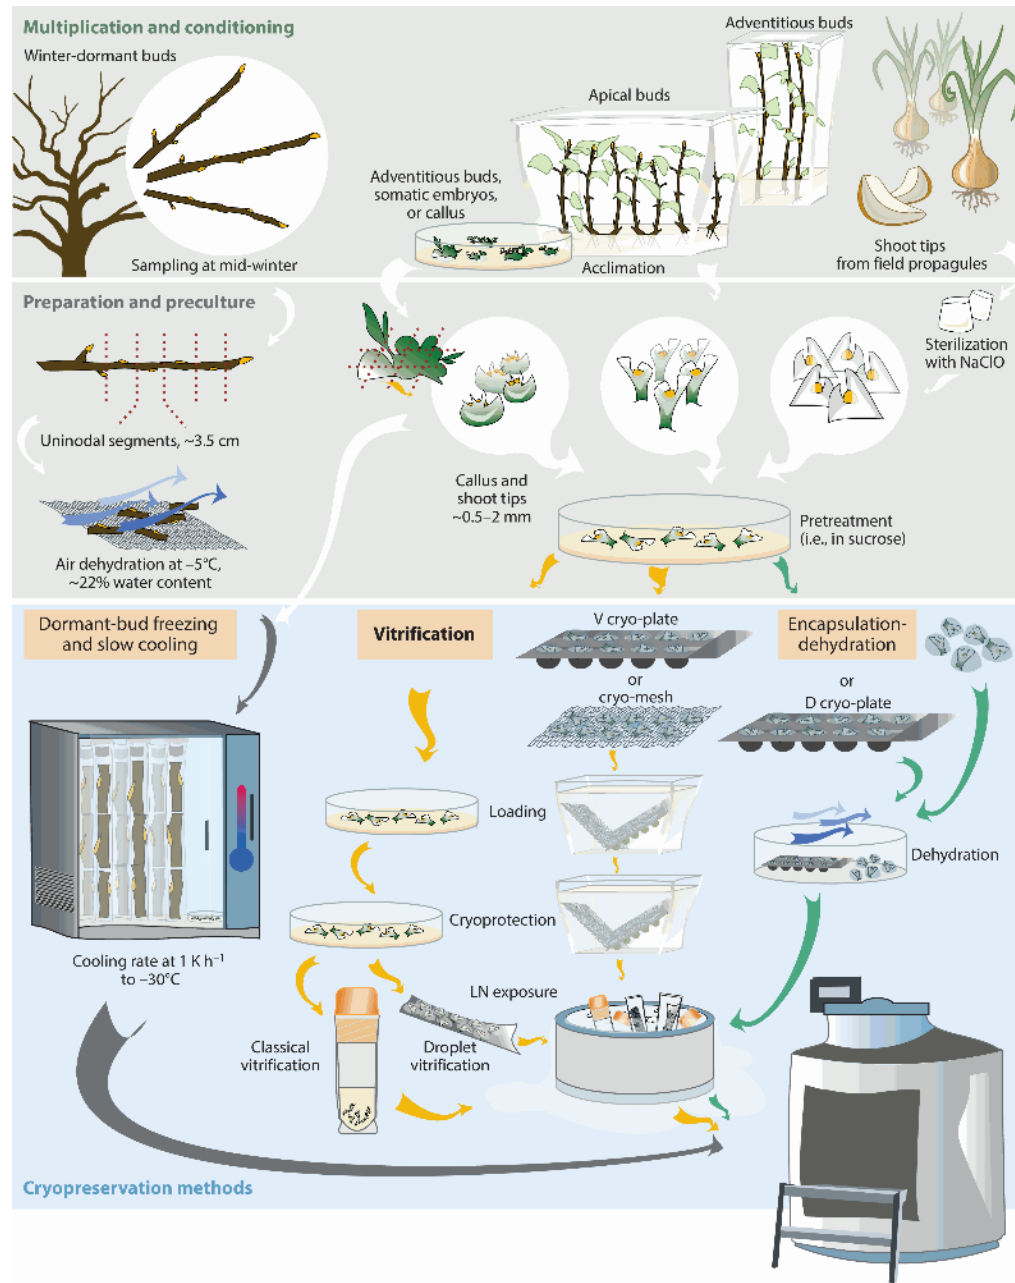 Multiplication and conditioning
Winter-dormant buds
Sampling at mid-winter
Adventitious buds,
somatic embryos,
or callus
Apical buds
Acclimation
Adventitious buds
Shoot tips
from field propagules
Preparation and preculture
Uninodal segments, ~3.5 cm
Air dehydration at –5°C,
~22% water content
Callus and
shoot tips
~0.5–2 mm
Sterilization
with NaClO
Pretreatment
(i.e., in sucrose)
Dormant-bud freezing
and slow cooling
Vitrification
V cryo-plate
or
cryo-mesh
Encapsulation-
dehydration
or
D cryo-plate
Loading
Dehydration
Cryoprotection
Cooling rate at 1 K h⁻¹
to –30°C
LN exposure
Classical
vitrification
Droplet
vitrification
Cryopreservation methods